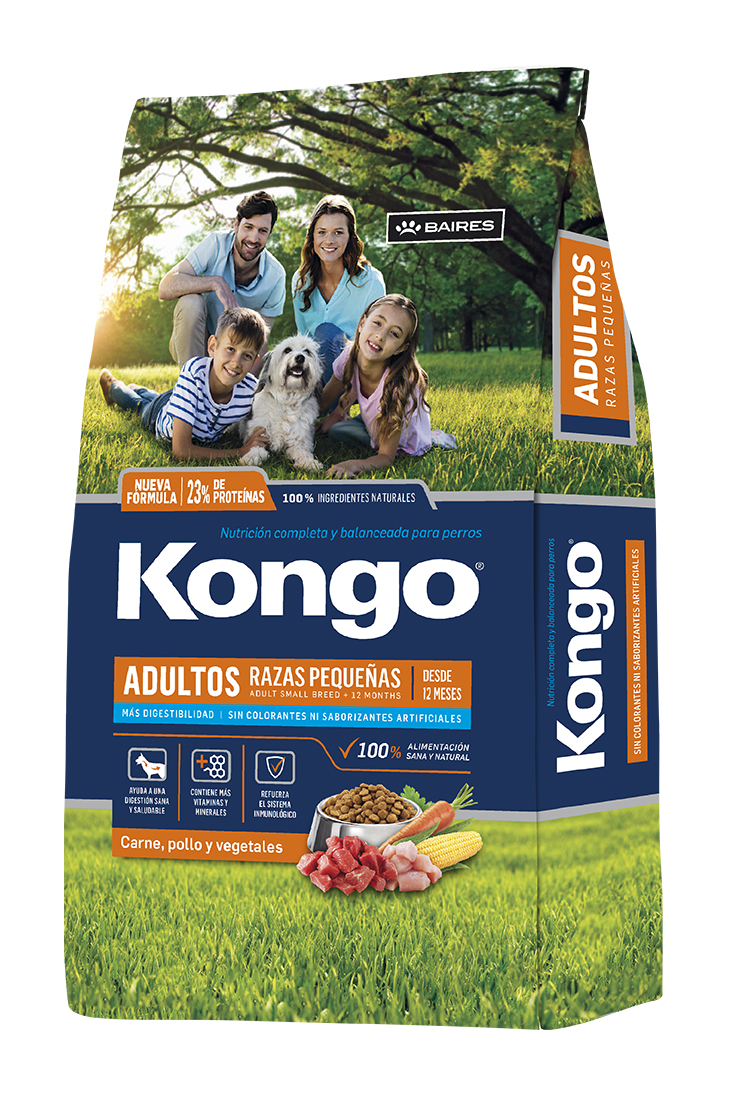 BAIRES
ADULTOS
RAZAS PEQUEÑAS
NUEVA
FÓRMULA
23% DE
PROTEÍNAS
100% INGREDIENTES NATURALES
Nutrición completa y balanceada para perros
Kongo®
ADULTOS
RAZAS PEQUEÑAS
ADULT SMALL BREED + 12 MONTHS
DESDE
12 MESES
MÁS DIGESTIBILIDAD | SIN COLORANTES NI SABORIZANTES ARTIFICIALES
100% ALIMENTACIÓN
SANA Y NATURAL
AYUDA A UNA
DIGESTIÓN SANA
Y SALUDABLE
CONTIENE MÁS
VITAMINAS Y
MINERALES
REFUERZA
EL SISTEMA
INMUNOLÓGICO
Carne, pollo y vegetales
Nutrición completa y balanceada para perros
Kongo®
SIN COLORANTES NI SABORIZANTES ARTIFICIALES